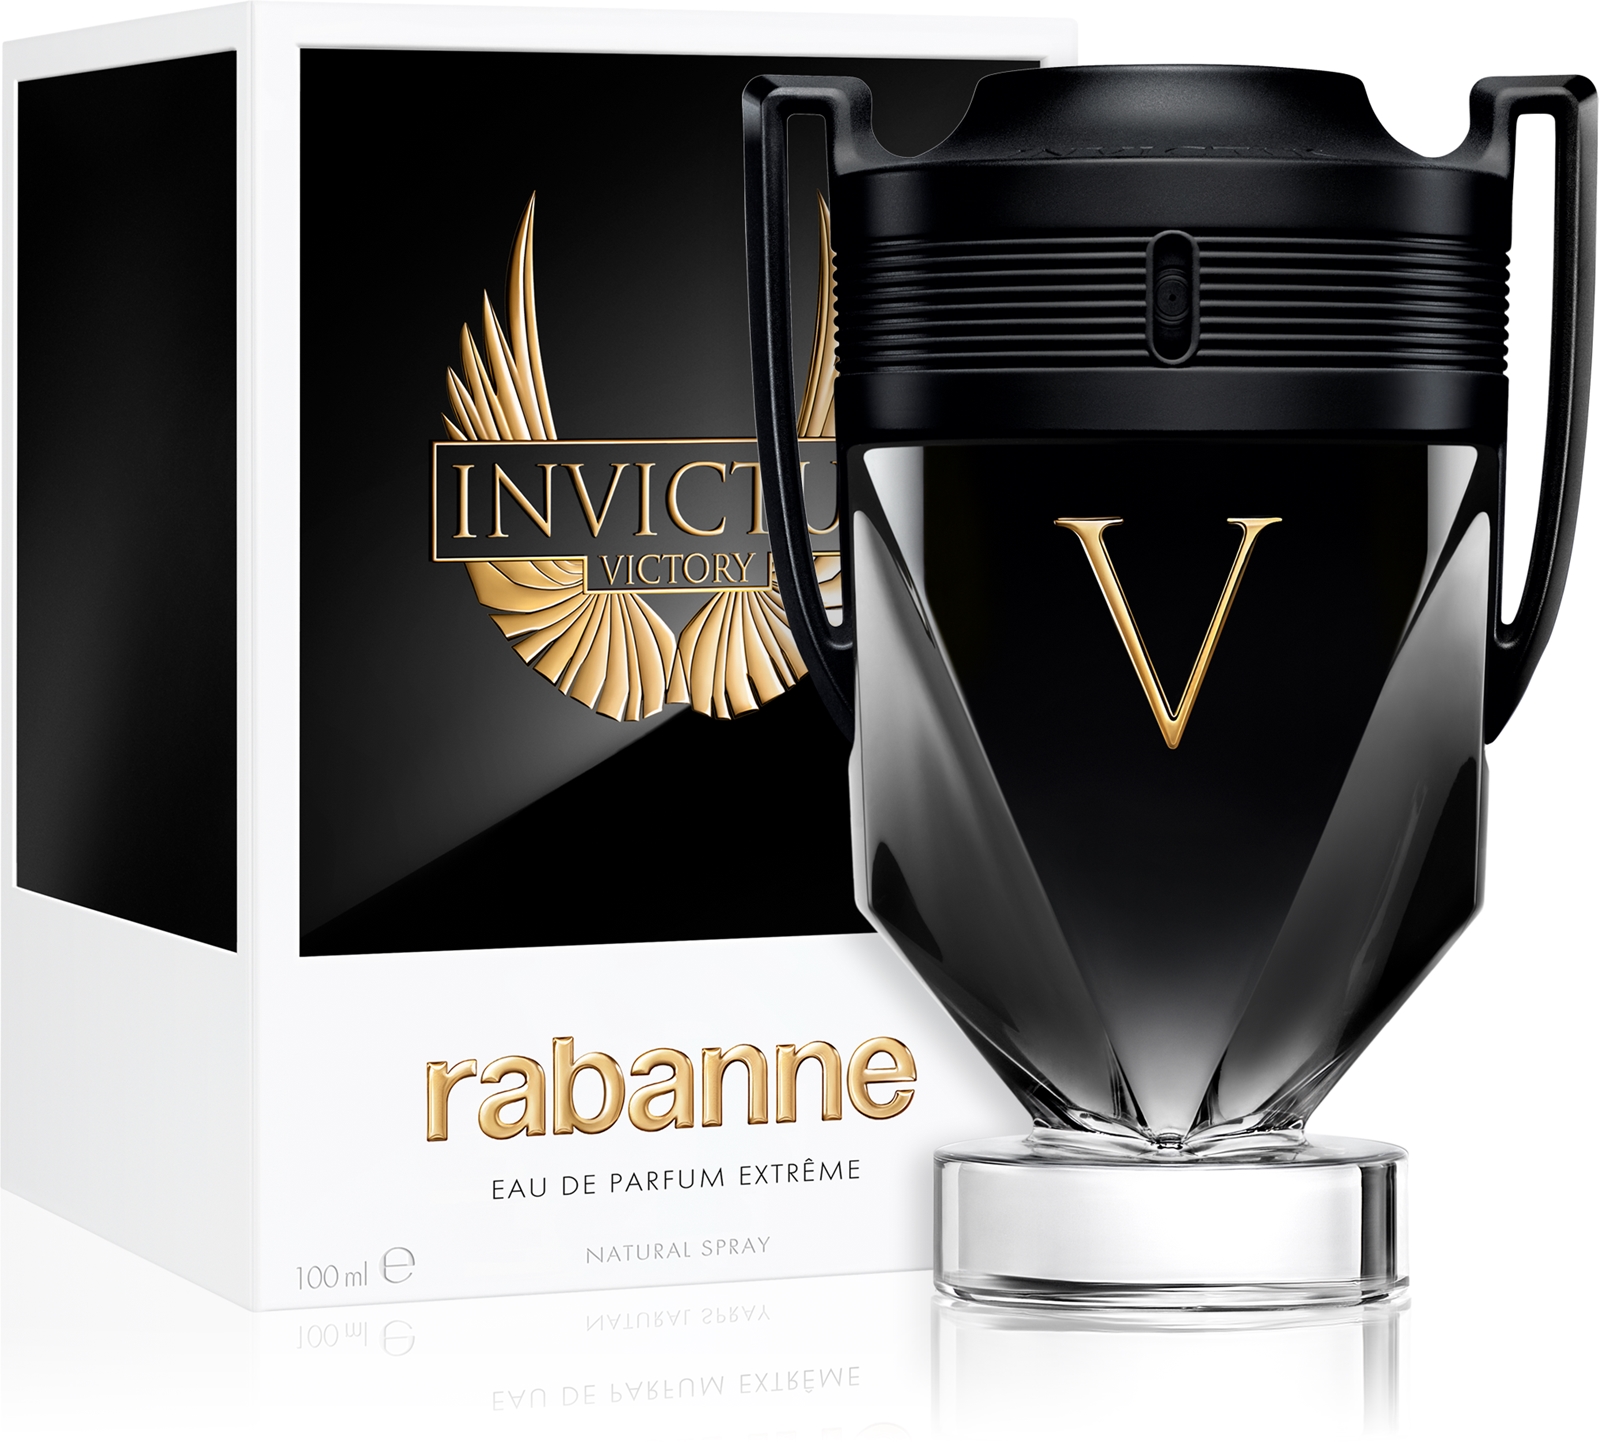 INVICTU
VICTORY
V
rabanne
EAU DE PARFUM EXTRÊME
NATURAL SPRAY
100 ml ℮